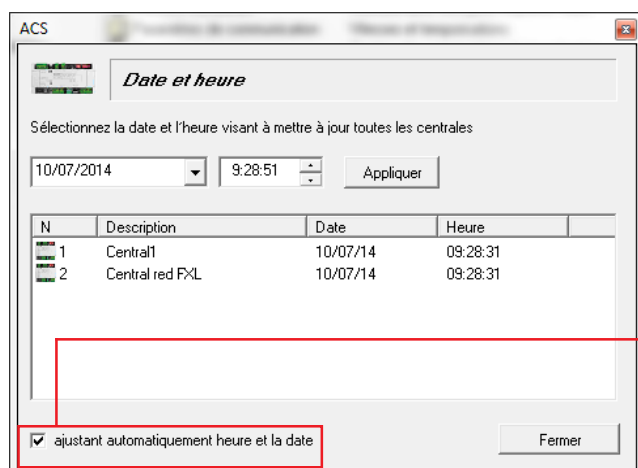 ACS
Date et heure
Sélectionnez la date et l'heure visant à mettre à jour toutes les centrales
10/07/2014 9:28:51 Appliquer
N Description Date Heure
1 Central1 10/07/14 09:28:31
2 Central red FXL 10/07/14 09:28:31
ajustant automatiquement heure et la date Fermer